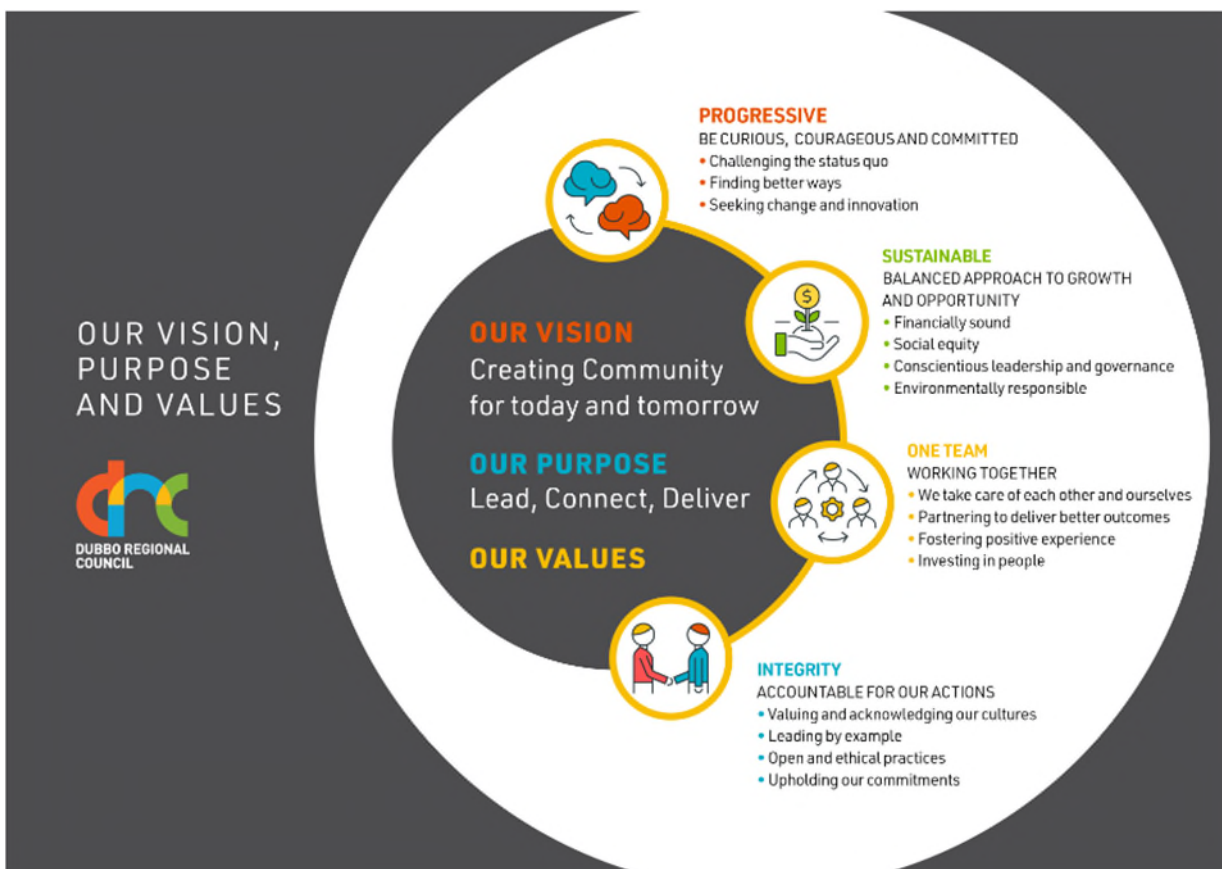 OUR VISION,
PURPOSE
AND VALUES
drc
DUBBO REGIONAL
COUNCIL
OUR VISION
Creating Community
for today and tomorrow
OUR PURPOSE
Lead, Connect, Deliver
OUR VALUES
PROGRESSIVE
BE CURIOUS, COURAGEOUS AND COMMITTED
• Challenging the status quo
• Finding better ways
• Seeking change and innovation
$
SUSTAINABLE
BALANCED APPROACH TO GROWTH
AND OPPORTUNITY
• Financially sound
• Social equity
• Conscientious leadership and governance
• Environmentally responsible
ONE TEAM
WORKING TOGETHER
• We take care of each other and ourselves
• Partnering to deliver better outcomes
• Fostering positive experience
• Investing in people
INTEGRITY
ACCOUNTABLE FOR OUR ACTIONS
• Valuing and acknowledging our cultures
• Leading by example
• Open and ethical practices
• Upholding our commitments